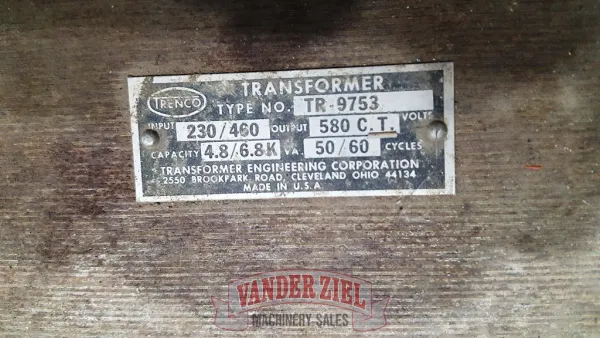 TRANSFORMER
TRENCO
TYPE NO. TR-9753
INPUT 230/460 OUTPUT 580 C.T. VOLTS
CAPACITY 4.8/6.8K VA. 50/60 CYCLES
TRANSFORMER ENGINEERING CORPORATION
2550 BROOKPARK ROAD, CLEVELAND OHIO 44134
MADE IN U.S.A
VANDER ZIEL
MACHINERY SALES